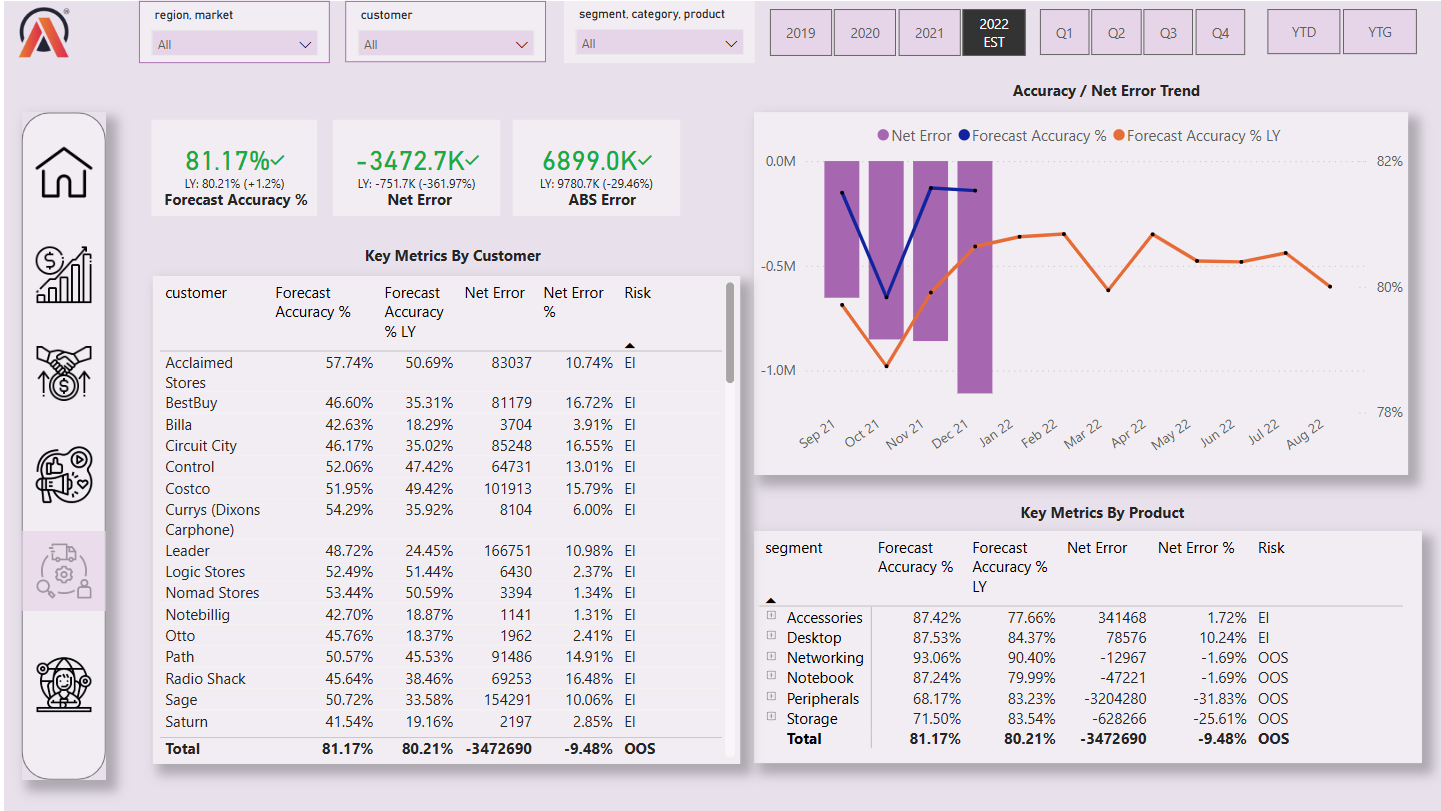 region, market
All
customer
All
segment, category, product
All
2019
2020
2021
2022
EST
Q1
Q2
Q3
Q4
YTD
YTG
81.17%
LY: 80.21% (+1.2%)
Forecast Accuracy %
-3472.7K
LY: -751.7K (-361.97%)
Net Error
6899.0K
LY: 9780.7K (-29.46%)
ABS Error
Accuracy / Net Error Trend
Net Error Forecast Accuracy % Forecast Accuracy % LY
0.0M
-0.5M
-1.0M
82%
80%
78%
Sep 21
Oct 21
Nov 21
Dec 21
Jan 22
Feb 22
Mar 22
Apr 22
May 22
Jun 22
Jul 22
Aug 22
Key Metrics By Customer
customer Forecast Accuracy % Forecast Accuracy % LY Net Error Net Error % Risk
Acclaimed Stores 57.74% 50.69% 83037 10.74% EI
BestBuy 46.60% 35.31% 81179 16.72% EI
Billa 42.63% 18.29% 3704 3.91% EI
Circuit City 46.17% 35.02% 85248 16.55% EI
Control 52.06% 47.42% 64731 13.01% EI
Costco 51.95% 49.42% 101913 15.79% EI
Currys (Dixons Carphone) 54.29% 35.92% 8104 6.00% EI
Leader 48.72% 24.45% 166751 10.98% EI
Logic Stores 52.49% 51.44% 6430 2.37% EI
Nomad Stores 53.44% 50.59% 3394 1.34% EI
Notebillig 42.70% 18.87% 1141 1.31% EI
Otto 45.76% 18.37% 1962 2.41% EI
Path 50.57% 45.53% 91486 14.91% EI
Radio Shack 45.64% 38.46% 69253 16.48% EI
Sage 50.72% 33.58% 154291 10.06% EI
Saturn 41.54% 19.16% 2197 2.85% EI
Total 81.17% 80.21% -3472690 -9.48% OOS
Key Metrics By Product
segment Forecast Accuracy % Forecast Accuracy % LY Net Error Net Error % Risk
Accessories 87.42% 77.66% 341468 1.72% EI
Desktop 87.53% 84.37% 78576 10.24% EI
Networking 93.06% 90.40% -12967 -1.69% OOS
Notebook 87.24% 79.99% -47221 -1.69% OOS
Peripherals 68.17% 83.23% -3204280 -31.83% OOS
Storage 71.50% 83.54% -628266 -25.61% OOS
Total 81.17% 80.21% -3472690 -9.48% OOS